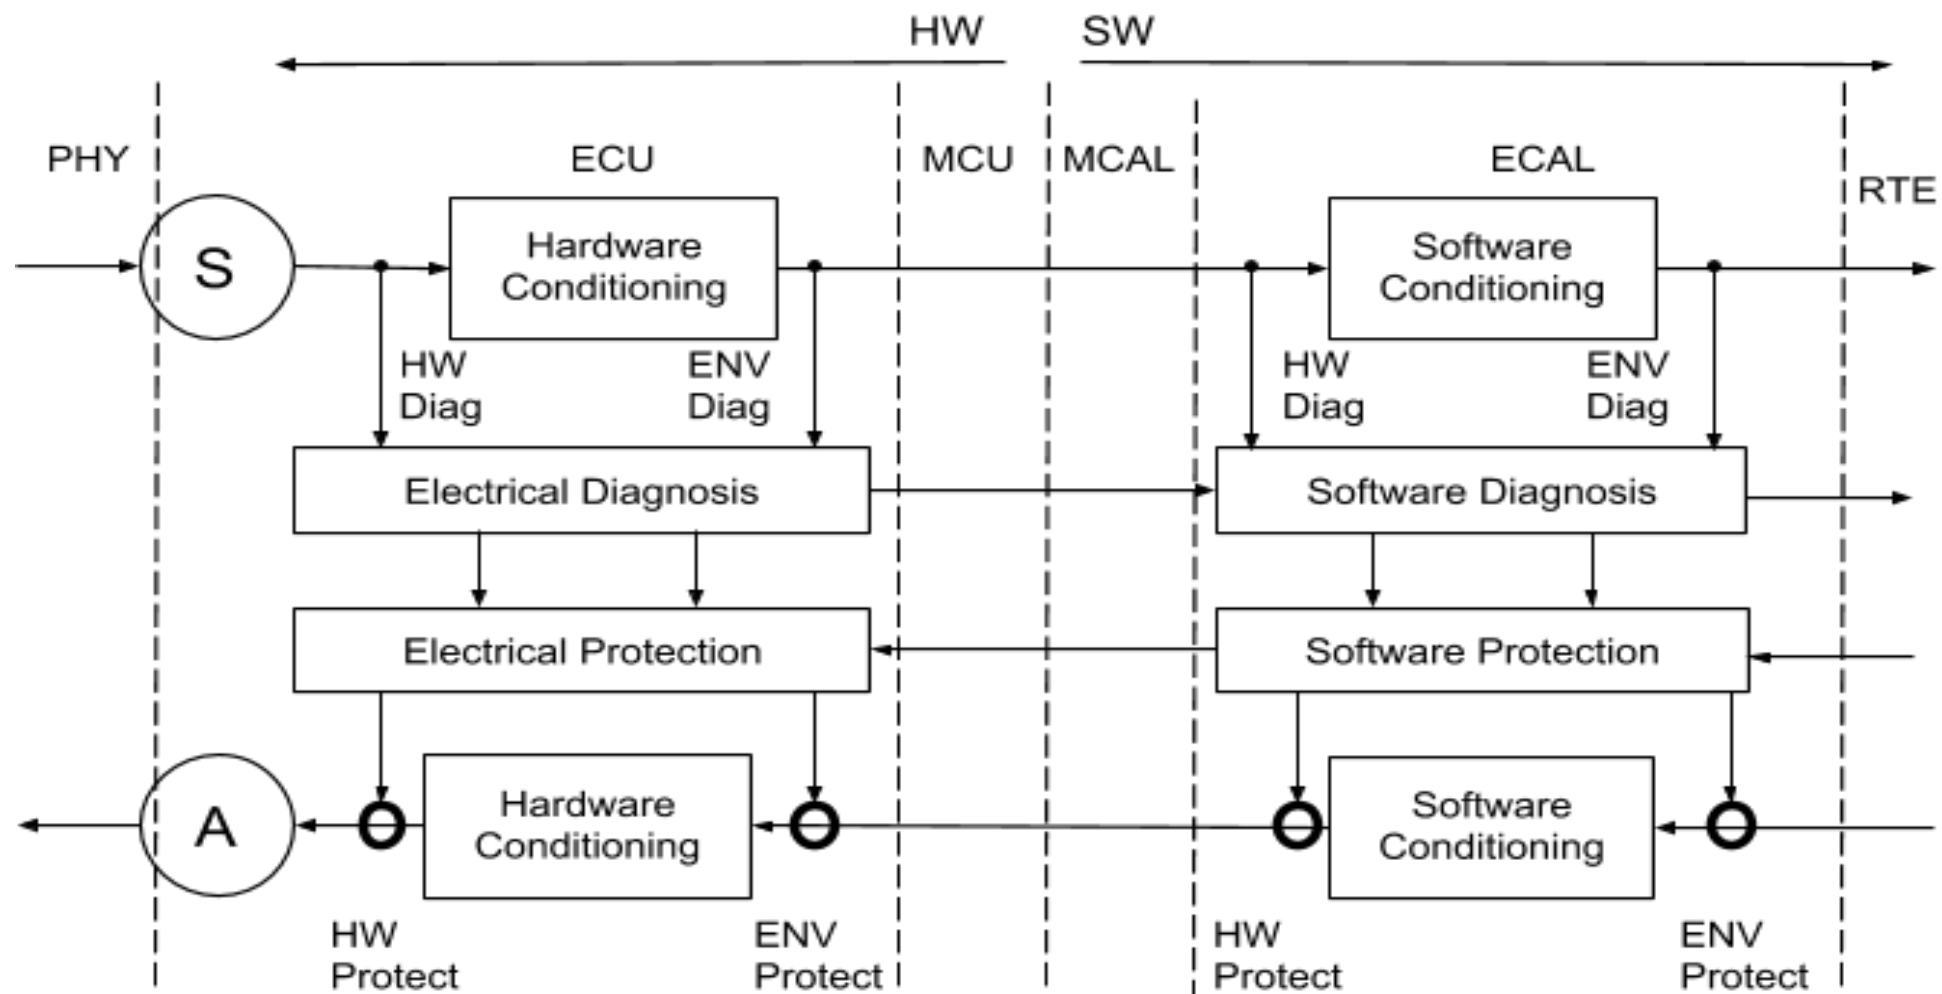 HW
SW
PHY
ECU
MCU
MCAL
ECAL
RTE
S
Hardware
Conditioning
Software
Conditioning
HW
Diag
ENV
Diag
HW
Diag
ENV
Diag
Electrical Diagnosis
Software Diagnosis
Electrical Protection
Software Protection
A
Hardware
Conditioning
Software
Conditioning
HW
Protect
ENV
Protect
HW
Protect
ENV
Protect